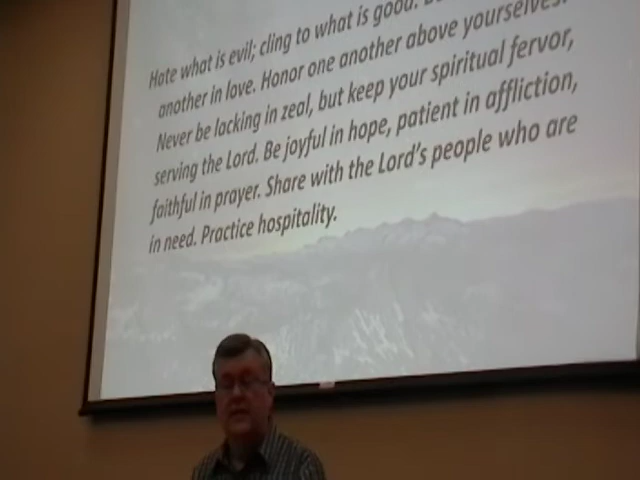 Hate what is evil; cling to what is good.
another in love. Honor one another above yourselves.
Never be lacking in zeal, but keep your spiritual fervor,
serving the Lord. Be joyful in hope, patient in affliction,
faithful in prayer. Share with the Lord's people who are
in need. Practice hospitality.